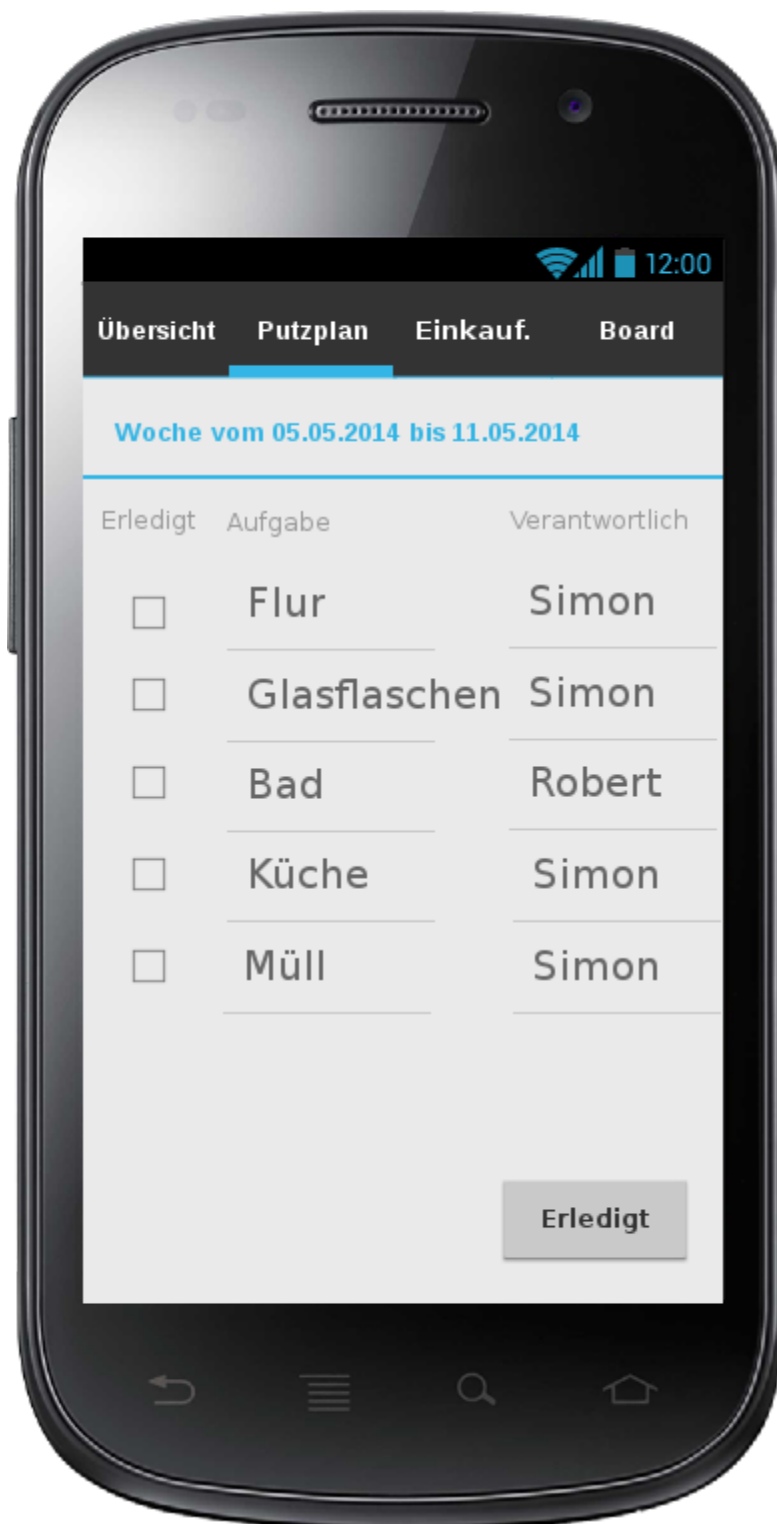 12:00
Übersicht Putzplan Einkauf. Board
Woche vom 05.05.2014 bis 11.05.2014
Erledigt Aufgabe Verantwortlich
Flur Simon
Glasflaschen Simon
Bad Robert
Küche Simon
Müll Simon
Erledigt